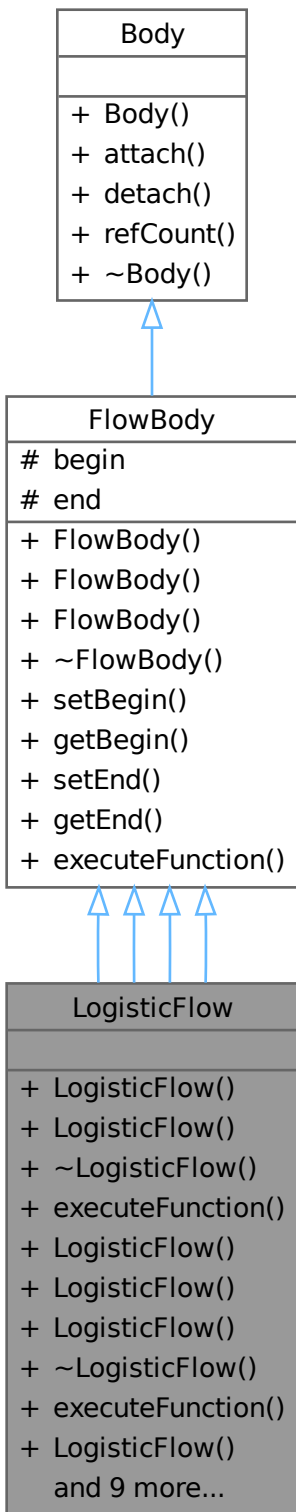 Body
+ Body()
+ attach()
+ detach()
+ refCount()
+ ~Body()
FlowBody
# begin
# end
+ FlowBody()
+ FlowBody()
+ FlowBody()
+ ~FlowBody()
+ setBegin()
+ getBegin()
+ setEnd()
+ getEnd()
+ executeFunction()
LogisticFlow
+ LogisticFlow()
+ LogisticFlow()
+ ~LogisticFlow()
+ executeFunction()
+ LogisticFlow()
+ LogisticFlow()
+ LogisticFlow()
+ ~LogisticFlow()
+ executeFunction()
+ LogisticFlow()
and 9 more...